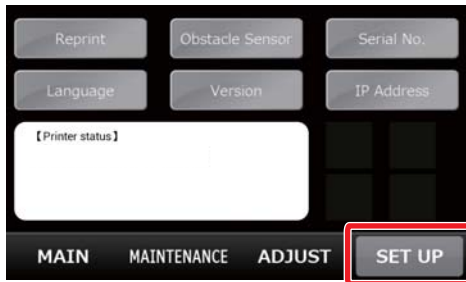 Reprint Obstacle Sensor Serial No.
Language Version IP Address
【Printer status】
MAIN MAINTENANCE ADJUST SET UP